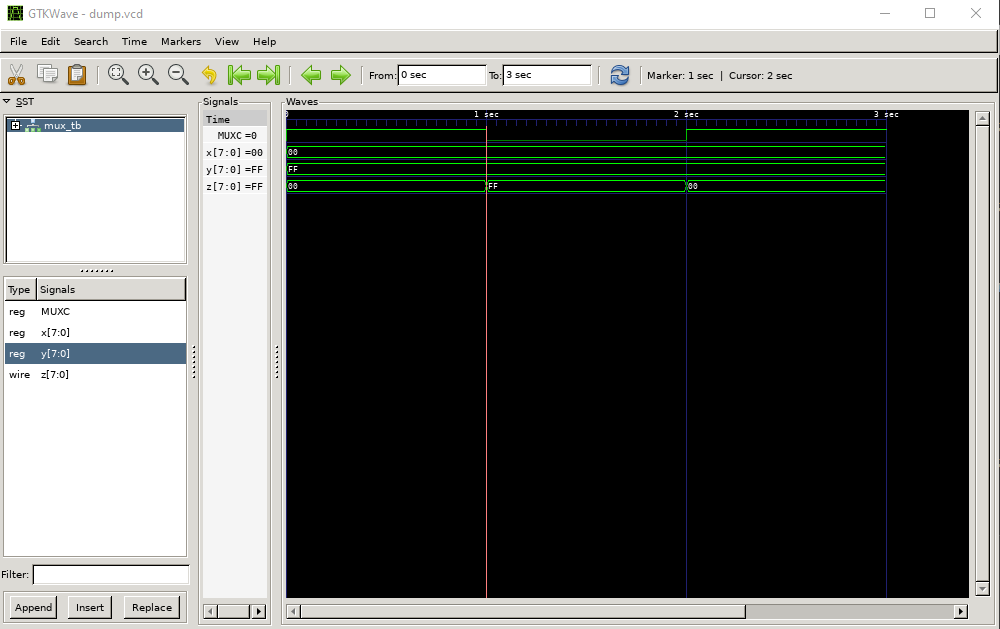 GTKWave - dump.vcd
File Edit Search Time Markers View Help
From: 0 sec To: 3 sec Marker: 1 sec | Cursor: 2 sec
SST
mux_tb
Type Signals
reg MUXC
reg x[7:0]
reg y[7:0]
wire z[7:0]
Filter:
Append Insert Replace
Signals
Time
MUXC =0
x[7:0] =00
y[7:0] =FF
z[7:0] =FF
Waves
0 1 sec 2 sec 3 sec
00
FF
00 FF 00